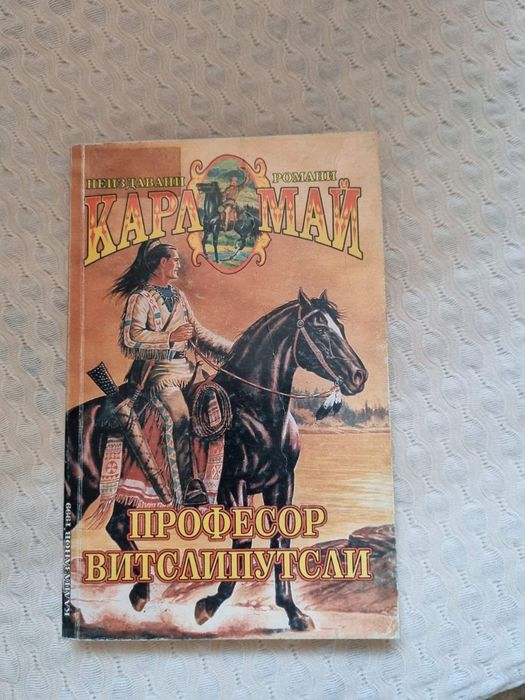 НЕИЗДАВАНИ РОМАНИ
КАРЛ МАЙ
ПРОФЕСОР
ВИТСЛИПУТСЛИ
КАЛПАЗАНОВ 1999